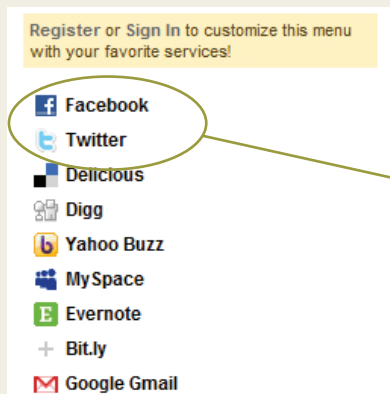 Register or Sign In to customize this menu
with your favorite services!
Facebook
Twitter
Delicious
Digg
Yahoo Buzz
MySpace
Evernote
Bit.ly
Google Gmail